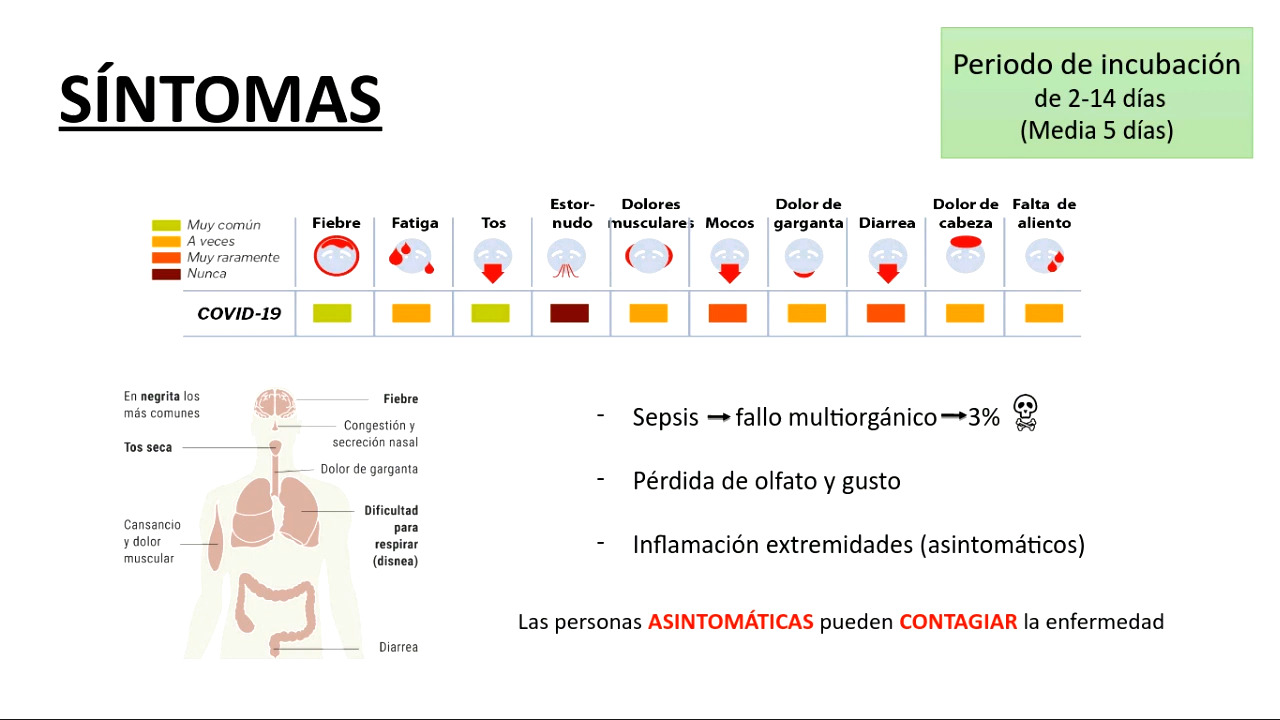 SÍNTOMAS
Periodo de incubación
de 2-14 días
(Media 5 días)
Muy común
A veces
Muy raramente
Nunca
Fiebre
Fatiga
Tos
Estor-
nudo
Dolores
musculares
Mocos
Dolor de
garganta
Diarrea
Dolor de
cabeza
Falta de
aliento
COVID-19
En negrita los
más comunes
Tos seca
Cansancio
y dolor
muscular
Fiebre
Congestión y
secreción nasal
Dolor de garganta
Dificultad
para
respirar
(disnea)
Diarrea
- Sepsis → fallo multiorgánico → 3%
- Pérdida de olfato y gusto
- Inflamación extremidades (asintomáticos)
Las personas ASINTOMÁTICAS pueden CONTAGIAR la enfermedad